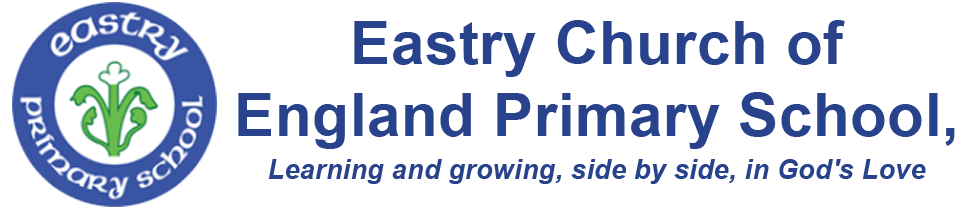 eastry
primary school
Eastry Church of
England Primary School,
Learning and growing, side by side, in God's Love